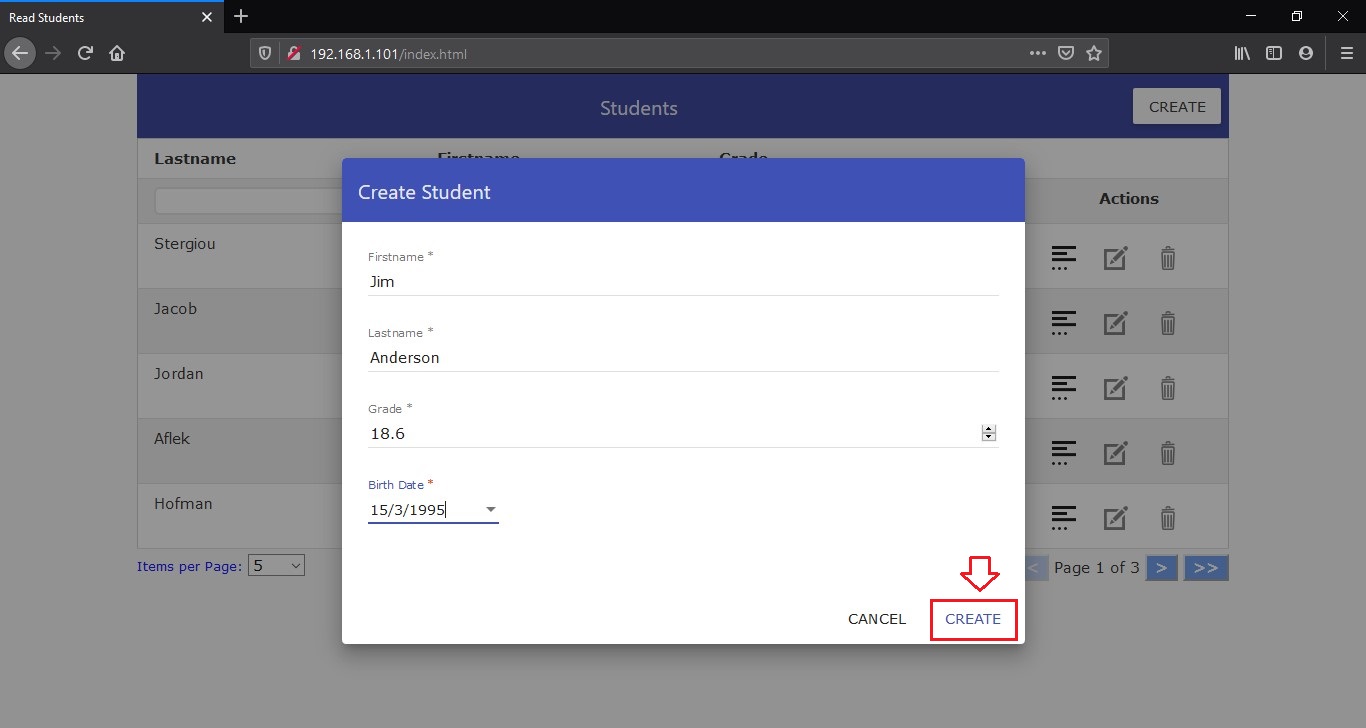 Read Students
192.168.1.101/index.html
Students
CREATE
Lastname
Firstname
Grade
Actions
Stergiou
Jacob
Jordan
Aflek
Hofman
Create Student
Firstname *
Jim
Lastname *
Anderson
Grade *
18.6
Birth Date *
15/3/1995
CANCEL
CREATE
Items per Page: 5
< Page 1 of 3 > >>